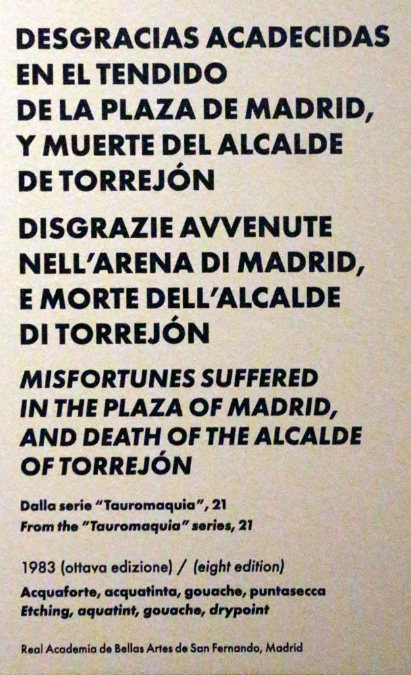 DESGRACIAS ACADECIDAS
EN EL TENDIDO
DE LA PLAZA DE MADRID,
Y MUERTE DEL ALCALDE
DE TORREJÓN
DISGRAZIE AVVENUTE
NELL'ARENA DI MADRID,
E MORTE DELL'ALCALDE
DI TORREJÓN
MISFORTUNES SUFFERED
IN THE PLAZA OF MADRID,
AND DEATH OF THE ALCALDE
OF TORREJÓN
Dalla serie "Tauromaquia", 21
From the "Tauromaquia" series, 21
1983 (ottava edizione) / (eight edition)
Acquaforte, acquatinta, gouache, puntasecca
Etching, aquatint, gouache, drypoint
Real Academia de Bellas Artes de San Fernando, Madrid